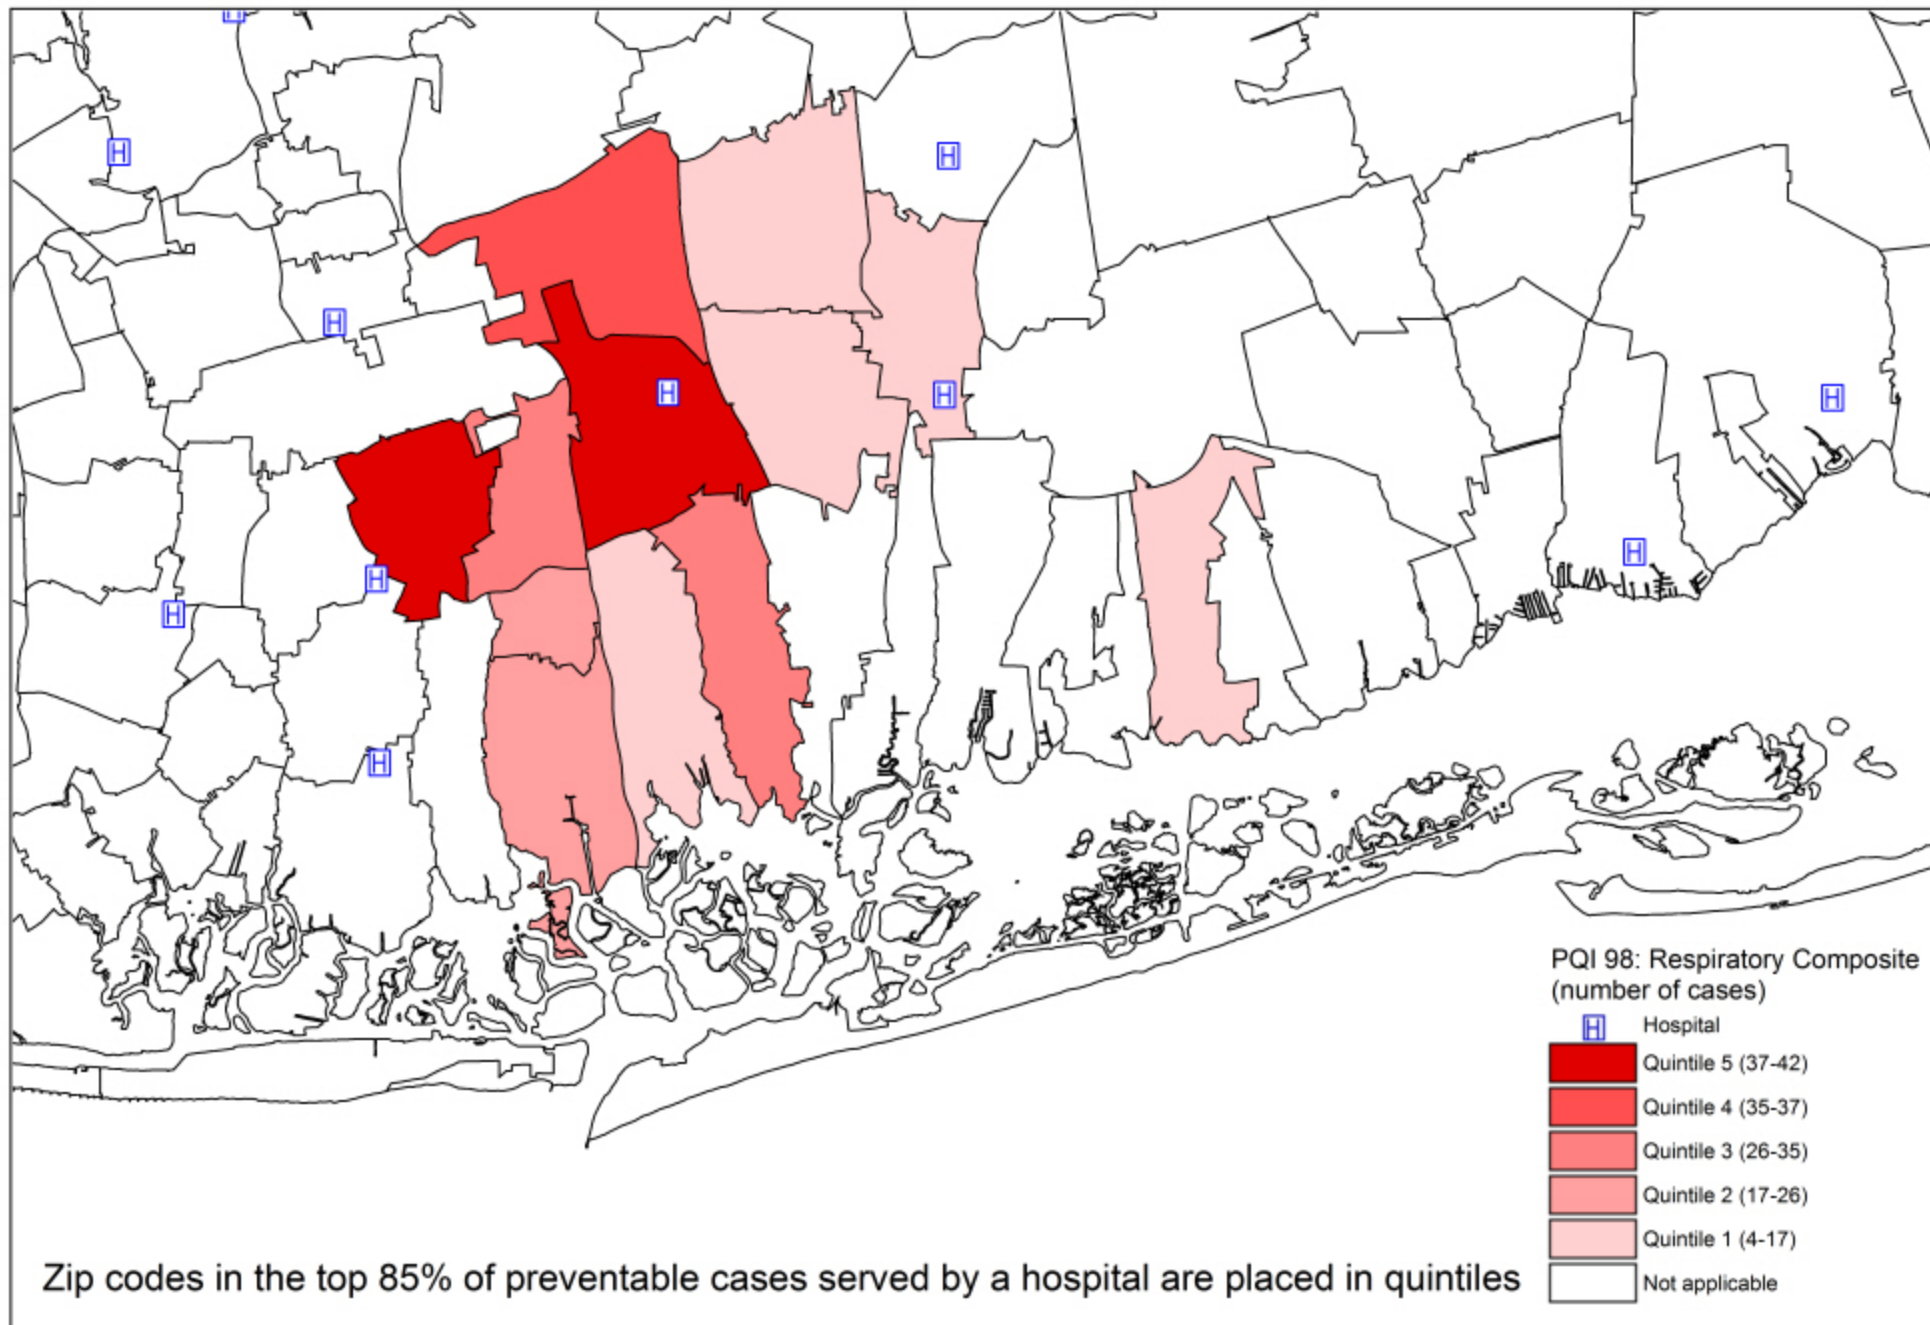 H
H
H
H
H
H
H
H
H
H
H
PQI 98: Respiratory Composite
(number of cases)
H Hospital
Quintile 5 (37-42)
Quintile 4 (35-37)
Quintile 3 (26-35)
Quintile 2 (17-26)
Quintile 1 (4-17)
Not applicable
Zip codes in the top 85% of preventable cases served by a hospital are placed in quintiles